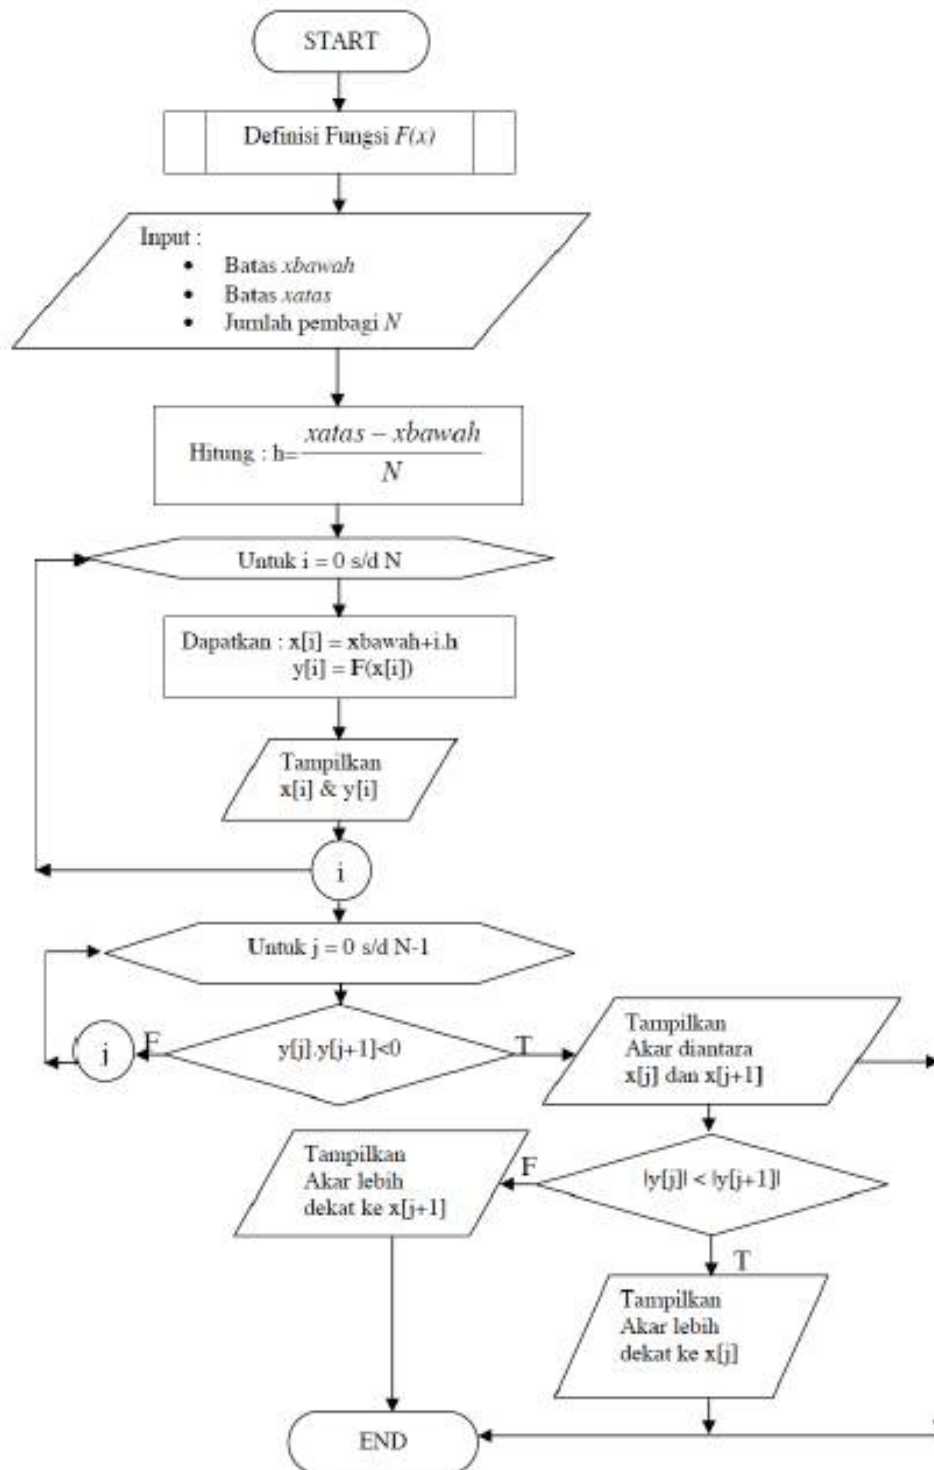 START
Definisi Fungsi F(x)
Input :
• Batas xbawah
• Batas xatas
• Jumlah pembagi N
Hitung : h= xatas – xbawah / N
Untuk i = 0 s/d N
Dapatkan : x[i] = xbawah+i.h
y[i] = F(x[i])
Tampilkan
x[i] & y[i]
i
Untuk j = 0 s/d N-1
j
F
y[j].y[j+1]<0
T
Tampilkan
Akar diantara
x[j] dan x[j+1]
Tampilkan
Akar lebih
dekat ke x[j+1]
F
|y[j]| < |y[j+1]|
T
Tampilkan
Akar lebih
dekat ke x[j]
END